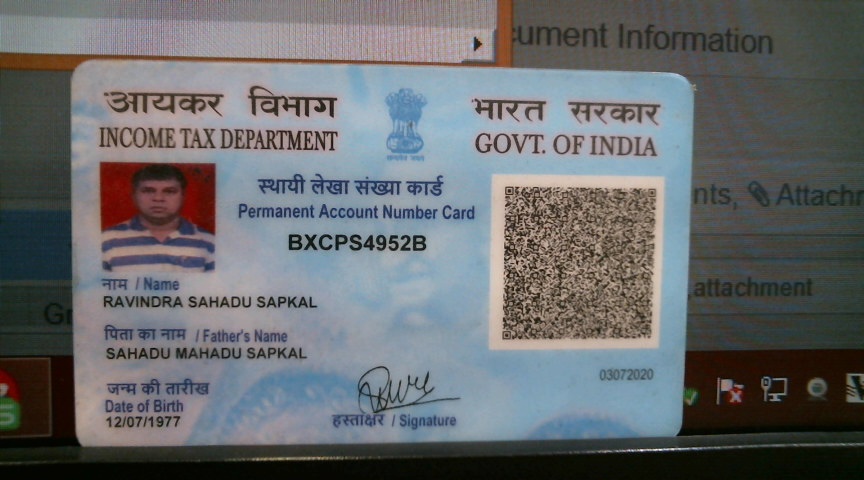 cument Information
आयकर विभाग
INCOME TAX DEPARTMENT
भारत सरकार
GOVT. OF INDIA
स्थायी लेखा संख्या कार्ड
Permanent Account Number Card
BXCPS4952B
नाम / Name
RAVINDRA SAHADU SAPKAL
पिता का नाम / Father's Name
SAHADU MAHADU SAPKAL
जन्म की तारीख
Date of Birth
12/07/1977
हस्ताक्षर / Signature
03072020
nts, Attachm
,attachment
Gr